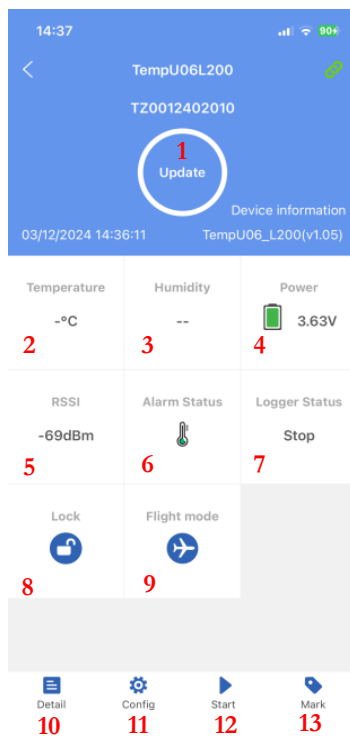 14:37
90
TempU06L200
TZ0012402010
1
Update
Device information
03/12/2024 14:36:11 TempU06_L200(v1.05)
Temperature Humidity Power
-°C -- 3.63V
2 3 4
RSSI Alarm Status Logger Status
-69dBm Stop
5 6 7
Lock Flight mode
8 9
Detail Config Start Mark
10 11 12 13